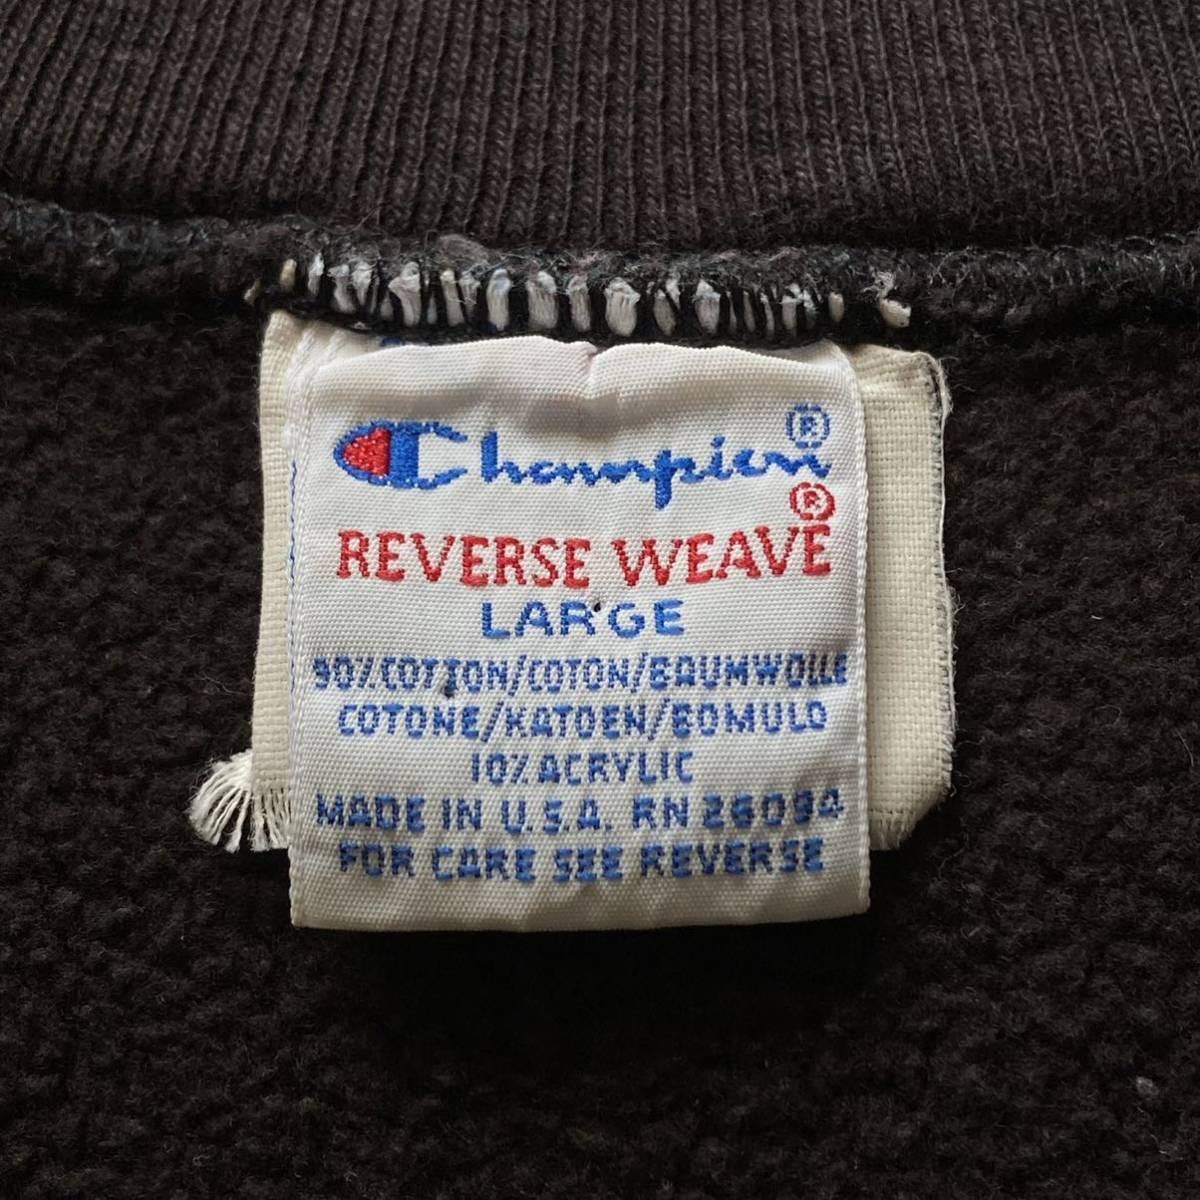 Champion®
REVERSE WEAVE®
LARGE
90% COTTON/COTON/BAUMWOLLE
COTONE/KATOEN/BOMULD
10% ACRYLIC
MADE IN U.S.A. RN 26094
FOR CARE SEE REVERSE